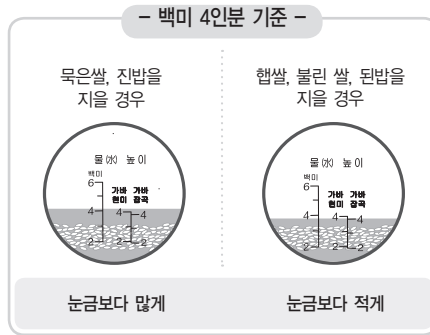 - 백미 4인분 기준 -
묵은쌀, 진밥을
지을 경우
물(水) 높이
백미
6
가바 가바
현미 잡곡
4 4 4
2 2 2
눈금보다 많게
햅쌀, 불린 쌀, 된밥을
지을 경우
물(水) 높이
백미
6
가바 가바
현미 잡곡
4 4 4
2 2 2
눈금보다 적게